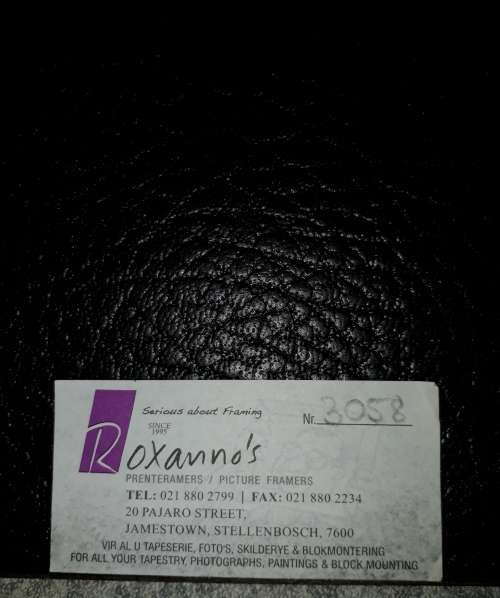 Serious about Framing
Nr. 3058
SINCE
1995
Roxanno's
PRENTERAMERS / PICTURE FRAMERS
TEL: 021 880 2799 | FAX: 021 880 2234
20 PAJARO STREET,
JAMESTOWN, STELLENBOSCH, 7600
VIR AL U TAPESERIE, FOTO'S, SKILDERYE & BLOKMONTERING
FOR ALL YOUR TAPESTRY, PHOTOGRAPHS, PAINTINGS & BLOCK MOUNTING